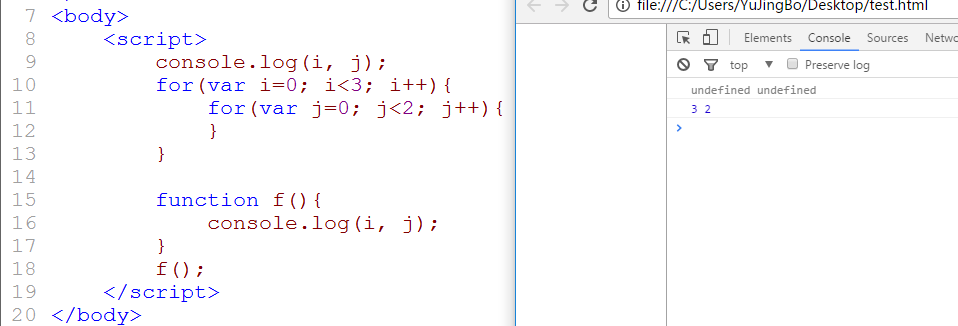 7 <body>
8 <script>
9 console.log(i, j);
10 for(var i=0; i<3; i++){
11 for(var j=0; j<2; j++){
12 }
13 }
14
15 function f(){
16 console.log(i, j);
17 }
18 f();
19 </script>
20 </body>
file:///C:/Users/YuJingBo/Desktop/test.html
Elements Console Sources Netwo
top ▼ Preserve log
undefined undefined
3 2
>